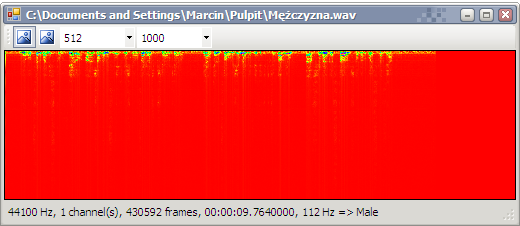 C:\Documents and Settings\Marcin\Pulpit\Mężczyzna.wav
512 1000
44100 Hz, 1 channel(s), 430592 frames, 00:00:09.7640000, 112 Hz => Male